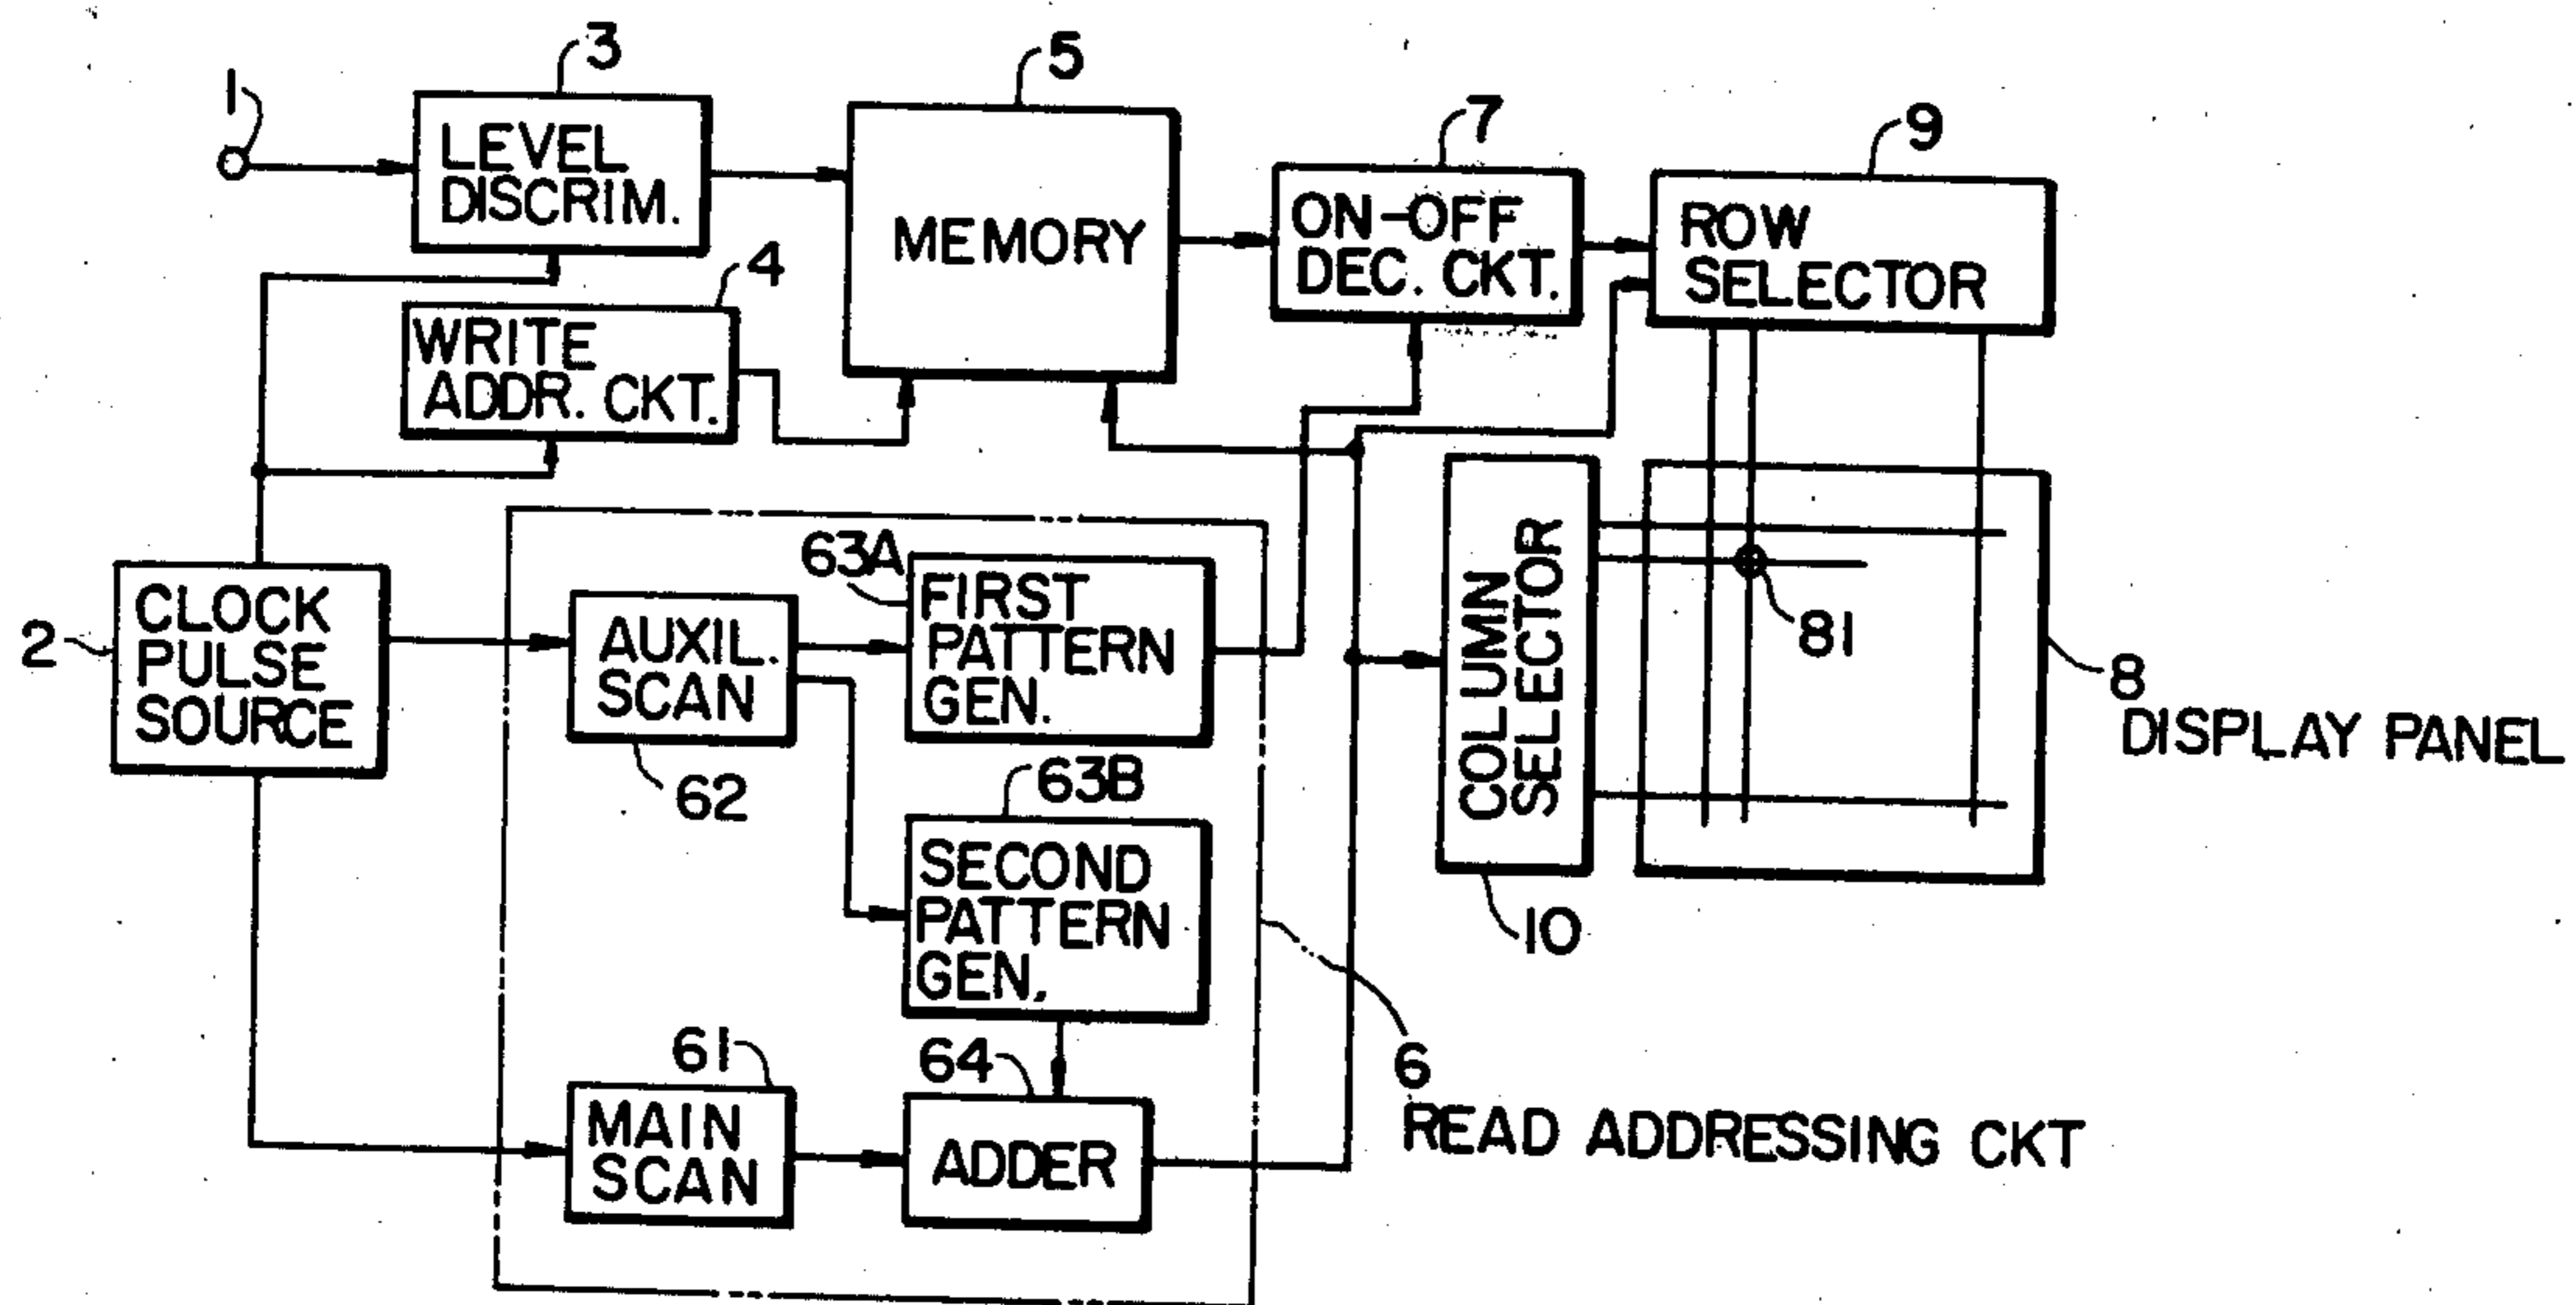 1
3
LEVEL
DISCRIM.
5
MEMORY
7
ON-OFF
DEC. CKT.
9
ROW
SELECTOR
4
WRITE
ADDR. CKT.
2
CLOCK
PULSE
SOURCE
AUXIL.
SCAN
62
63A
FIRST
PATTERN
GEN.
63B
SECOND
PATTERN
GEN.
61
MAIN
SCAN
64
ADDER
COLUMN
SELECTOR
10
81
8
DISPLAY PANEL
6
READ ADDRESSING CKT